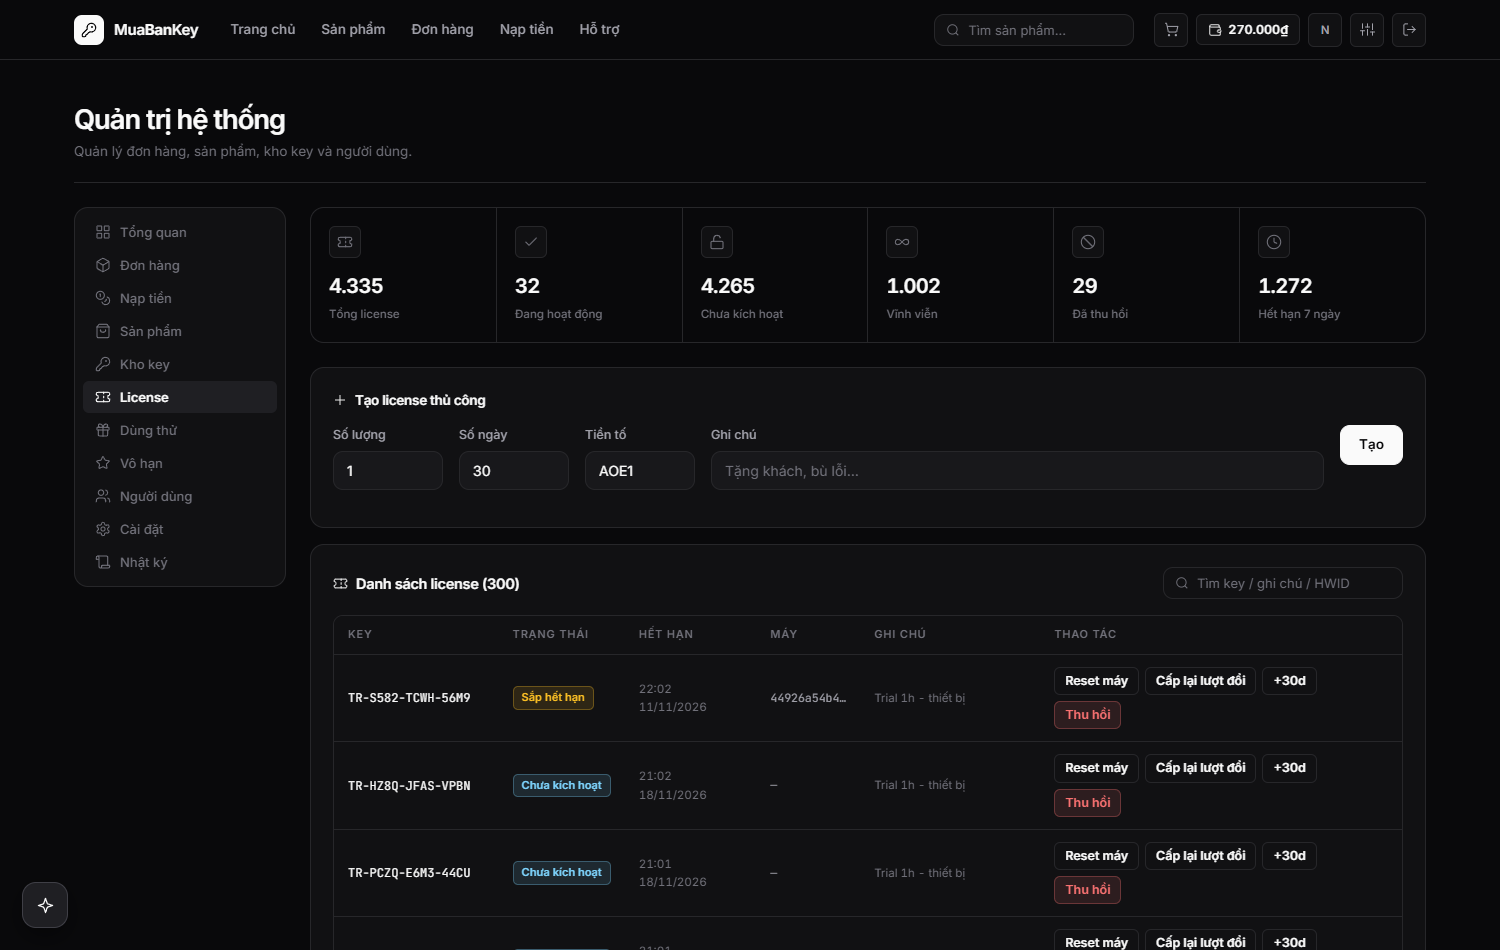 MuaBanKey Trang chủ Sản phẩm Đơn hàng Nạp tiền Hỗ trợ Tìm sản phẩm... 270.000₫ N
Quản trị hệ thống
Quản lý đơn hàng, sản phẩm, kho key và người dùng.
Tổng quan
Đơn hàng
Nạp tiền
Sản phẩm
Kho key
License
Dùng thử
Vô hạn
Người dùng
Cài đặt
Nhật ký
4.335
Tổng license
32
Đang hoạt động
4.265
Chưa kích hoạt
1.002
Vĩnh viễn
29
Đã thu hồi
1.272
Hết hạn 7 ngày
Tạo license thủ công
Số lượng Số ngày Tiền tố Ghi chú
1 30 AOE1 Tặng khách, bù lỗi...
Tạo
Danh sách license (300)
Tìm key / ghi chú / HWID
KEY TRẠNG THÁI HẾT HẠN MÁY GHI CHÚ THAO TÁC
TR-S582-TCWH-56M9 Sắp hết hạn 22:02 11/11/2026 44926a54b4… Trial 1h - thiết bị Reset máy Cấp lại lượt đổi +30d
Thu hồi
TR-HZ8Q-JFAS-VPBN Chưa kích hoạt 21:02 18/11/2026 — Trial 1h - thiết bị Reset máy Cấp lại lượt đổi +30d
Thu hồi
TR-PCZQ-E6M3-44CU Chưa kích hoạt 21:01 18/11/2026 — Trial 1h - thiết bị Reset máy Cấp lại lượt đổi +30d
Thu hồi
Reset máy Cấp lại lượt đổi +30d